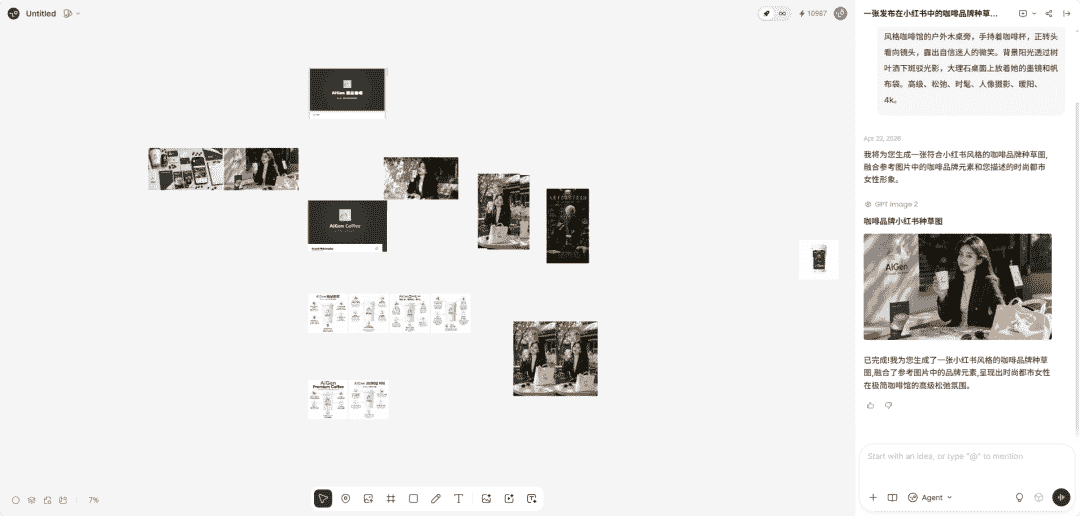 Untitled
10987
一张发布在小红书中的咖啡品牌种草...
风格咖啡馆的户外木桌旁，手持着咖啡杯，正转头
看向镜头，露出自信迷人的微笑。背景阳光透过树
叶洒下斑驳光影，大理石桌面上放着她的墨镜和帆
布袋。高级、松弛、时髦、人像摄影、暖阳、
4k。
Apr 22, 2026
我将为您生成一张符合小红书风格的咖啡品牌种草图,
融合参考图片中的咖啡品牌元素和您描述的时尚都市
女性形象。
GPT Image 2
咖啡品牌小红书种草图
AiGen
已完成!我为您生成了一张小红书风格的咖啡品牌种草
图,融合了参考图片中的品牌元素,呈现出时尚都市女性
在极简咖啡馆的高级松弛氛围。
AiGen Coffee
AiGen
Premium Coffee
Start with an idea, or type "@" to mention
Agent
7%